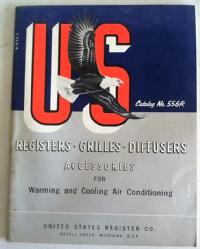 US
Catalog No. 556R
REGISTERS · GRILLES · DIFFUSERS
ACCESSORIES
FOR
Warming and Cooling Air Conditioning
UNITED STATES REGISTER CO.
BATTLE CREEK, MICHIGAN, U.S.A.